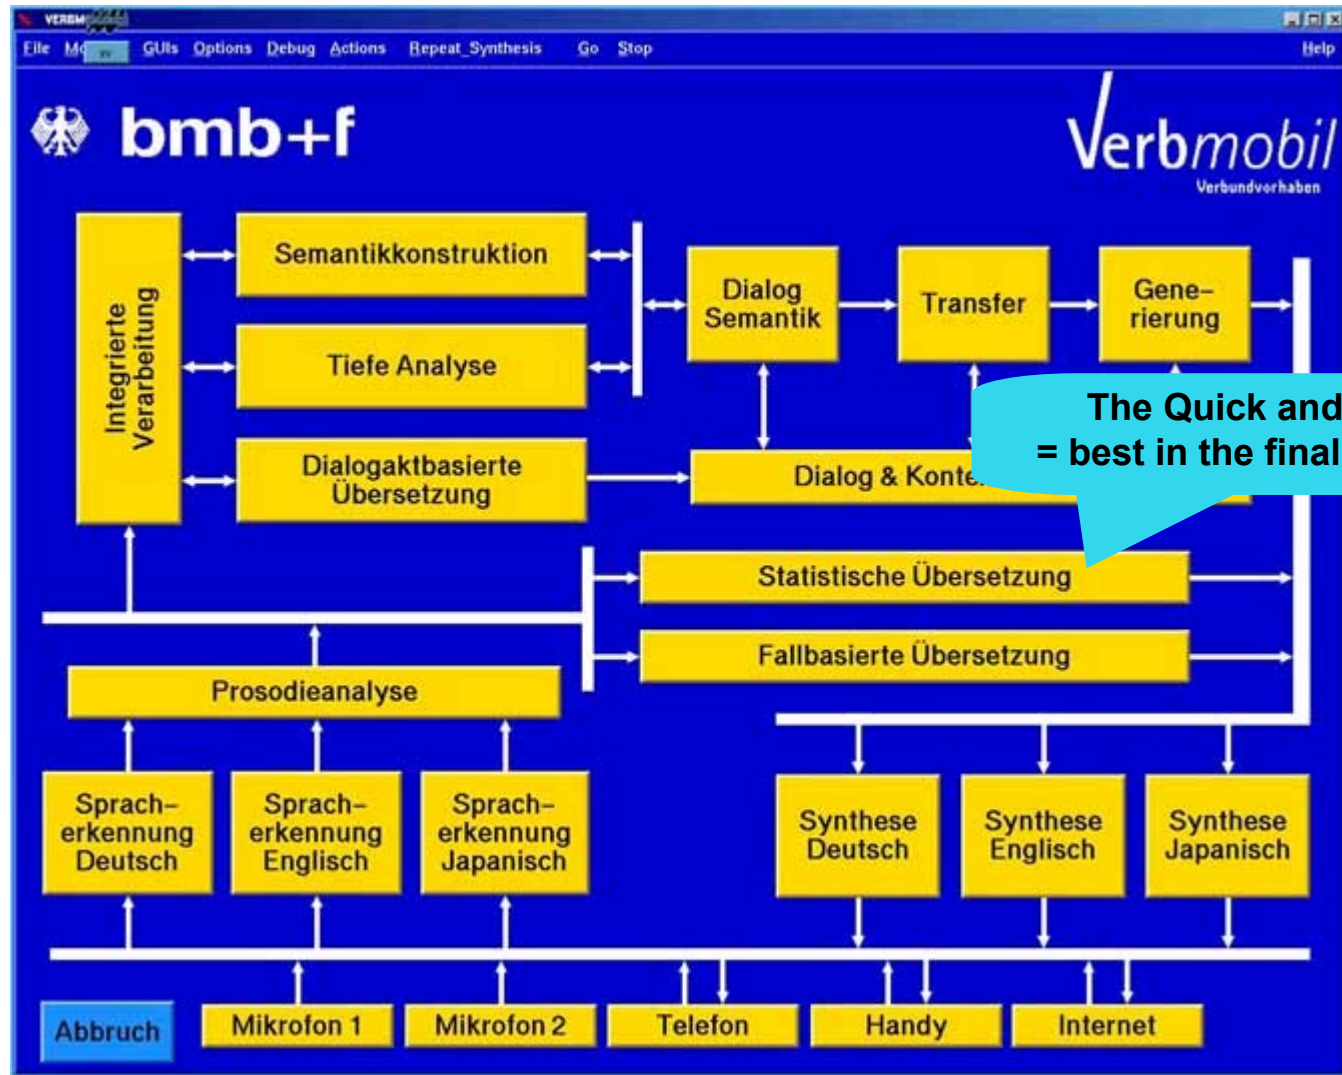 VERBM
File Mo GUIs Options Debug Actions Repeat_Synthesis Go Stop Help
bmb+f
Verbmobil
Verbundvorhaben
Integrierte
Verarbeitung
Semantikkonstruktion
Tiefe Analyse
Dialogaktbasierte
Übersetzung
Dialog
Semantik
Transfer
Gene–
rierung
The Quick and
= best in the final
Dialog & Konte
Statistische Übersetzung
Fallbasierte Übersetzung
Prosodieanalyse
Sprach–
erkennung
Deutsch
Sprach–
erkennung
Englisch
Sprach–
erkennung
Japanisch
Synthese
Deutsch
Synthese
Englisch
Synthese
Japanisch
Abbruch
Mikrofon 1
Mikrofon 2
Telefon
Handy
Internet